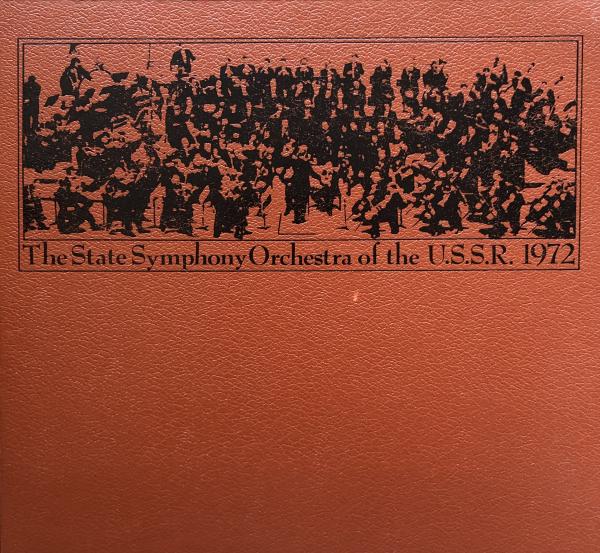 The State Symphony Orchestra of the U.S.S.R. 1972